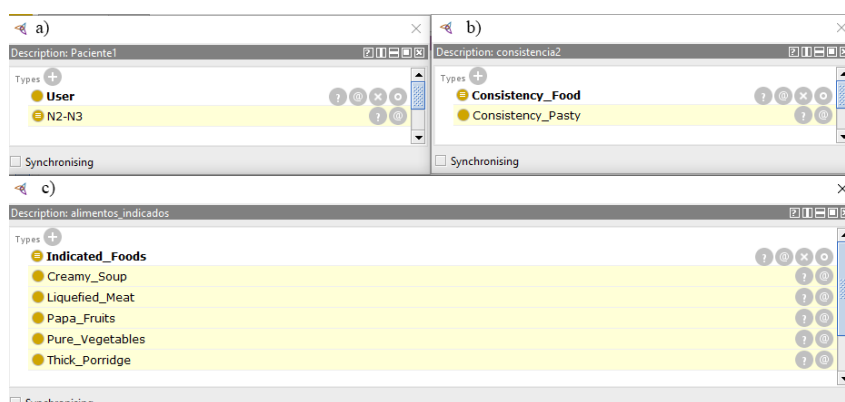 a)
Description: Paciente1
Types
User
N2-N3
Synchronising
b)
Description: consistencia2
Types
Consistency_Food
Consistency_Pasty
Synchronising
c)
Description: alimentos_indicados
Types
Indicated_Foods
Creamy_Soup
Liquefied_Meat
Papa_Fruits
Pure_Vegetables
Thick_Porridge
Synchronising